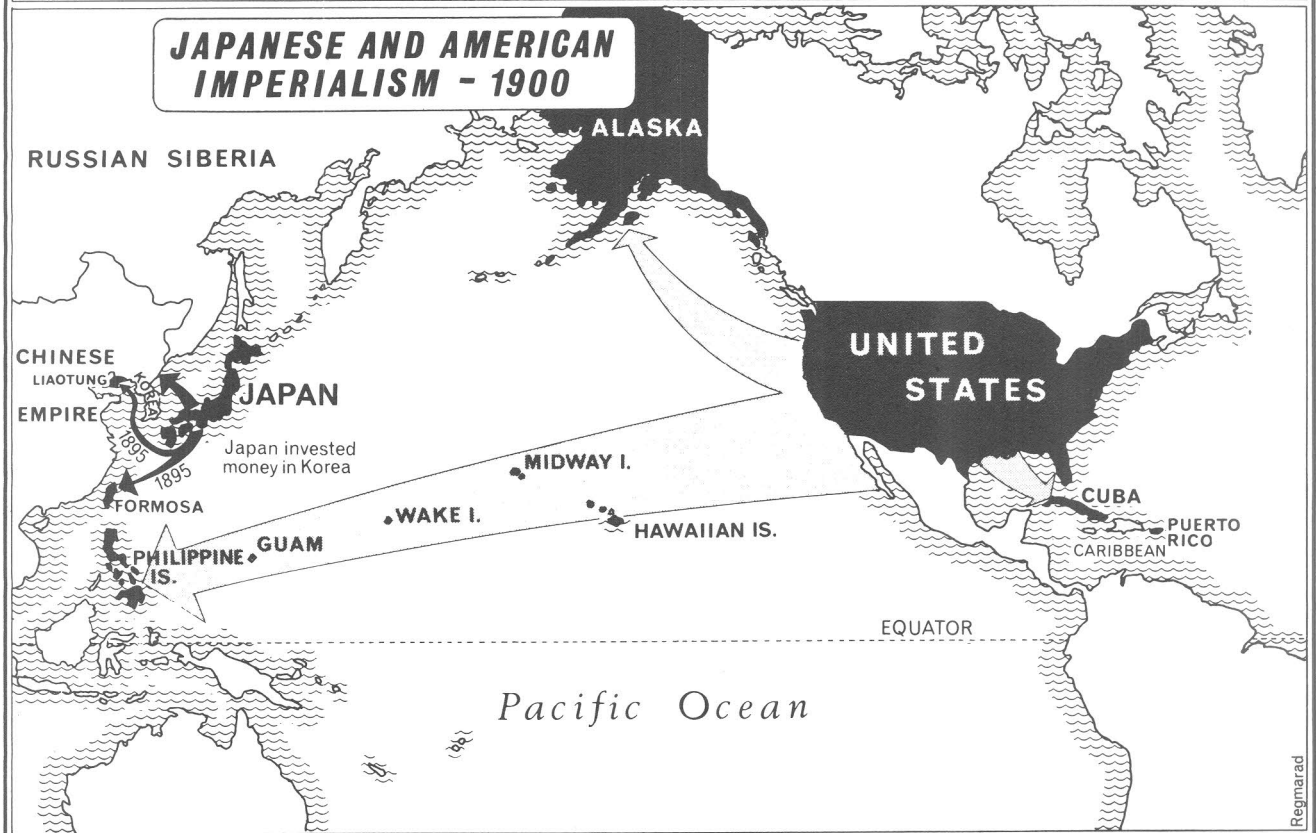 JAPANESE AND AMERICAN
IMPERIALISM - 1900
ALASKA
RUSSIAN SIBERIA
UNITED
STATES
CHINESE
LIAOTUNG?
EMPIRE
KOREA
JAPAN
1895
1895
Japan invested
money in Korea
FORMOSA
MIDWAY I.
WAKE I.
HAWAIIAN IS.
GUAM
PHILIPPINE
IS.
CUBA
PUERTO
RICO
CARIBBEAN
EQUATOR
Pacific Ocean
Regmarad